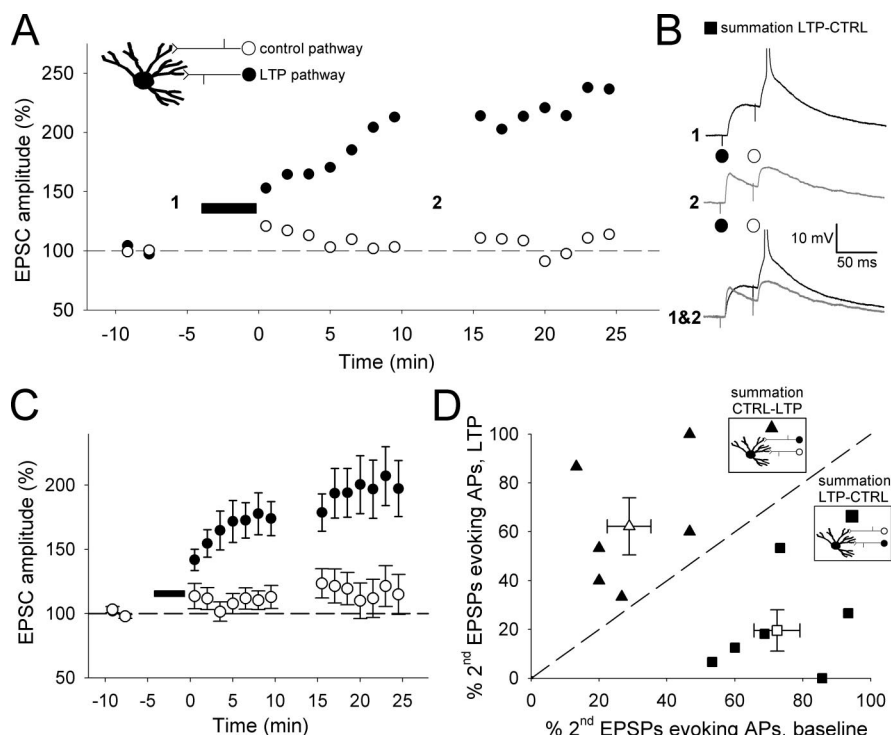 A
control pathway
LTP pathway
EPSC amplitude (%)
250
200
150
100
50
1
2
-10
-5
0
5
10
15
20
25
Time (min)
B
summation LTP-CTRL
1
2
10 mV
50 ms
1&2
C
EPSC amplitude (%)
200
150
100
50
-10
-5
0
5
10
15
20
25
Time (min)
D
summation
CTRL-LTP
summation
LTP-CTRL
% 2nd EPSPs evoking APs, LTP
100
80
60
40
20
0
0
20
40
60
80
100
% 2nd EPSPs evoking APs, baseline